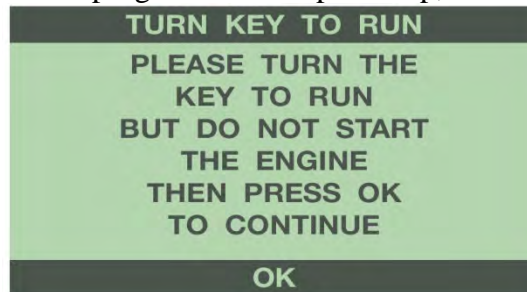 TURN KEY TO RUN
PLEASE TURN THE
KEY TO RUN
BUT DO NOT START
THE ENGINE
THEN PRESS OK
TO CONTINUE
OK